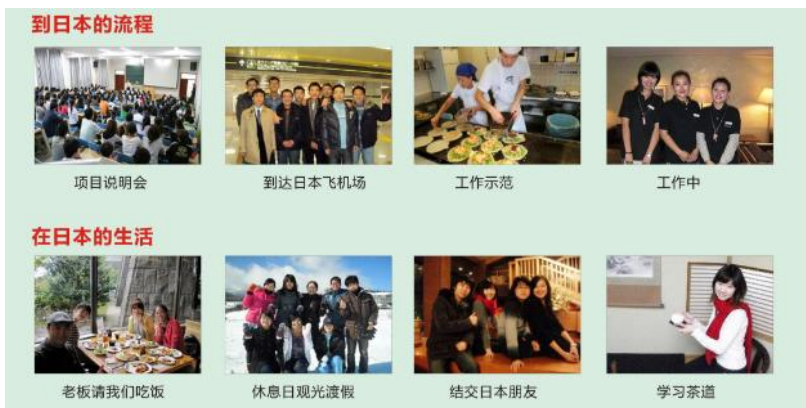 到日本的流程
项目说明会
到达日本飞机场
工作示范
工作中
在日本的生活
老板请我们吃饭
休息日观光渡假
结交日本朋友
学习茶道